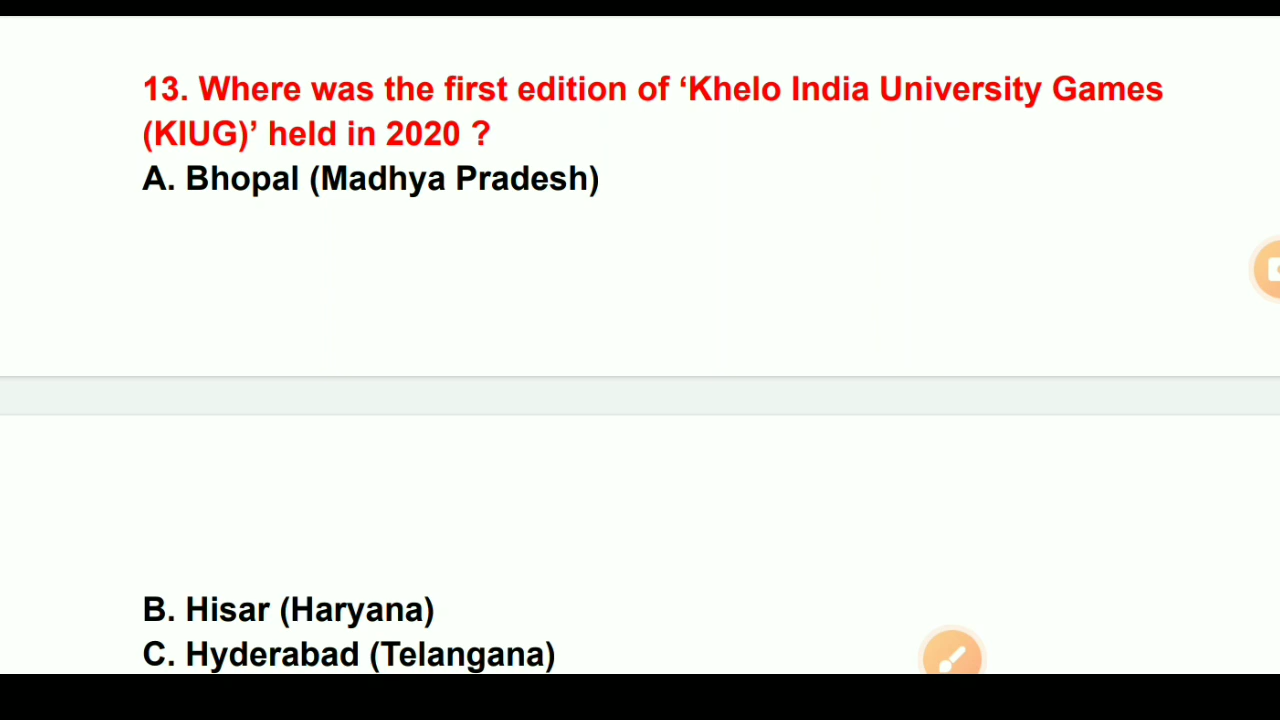 13. Where was the first edition of ‘Khelo India University Games
(KIUG)’ held in 2020 ?
A. Bhopal (Madhya Pradesh)
B. Hisar (Haryana)
C. Hyderabad (Telangana)